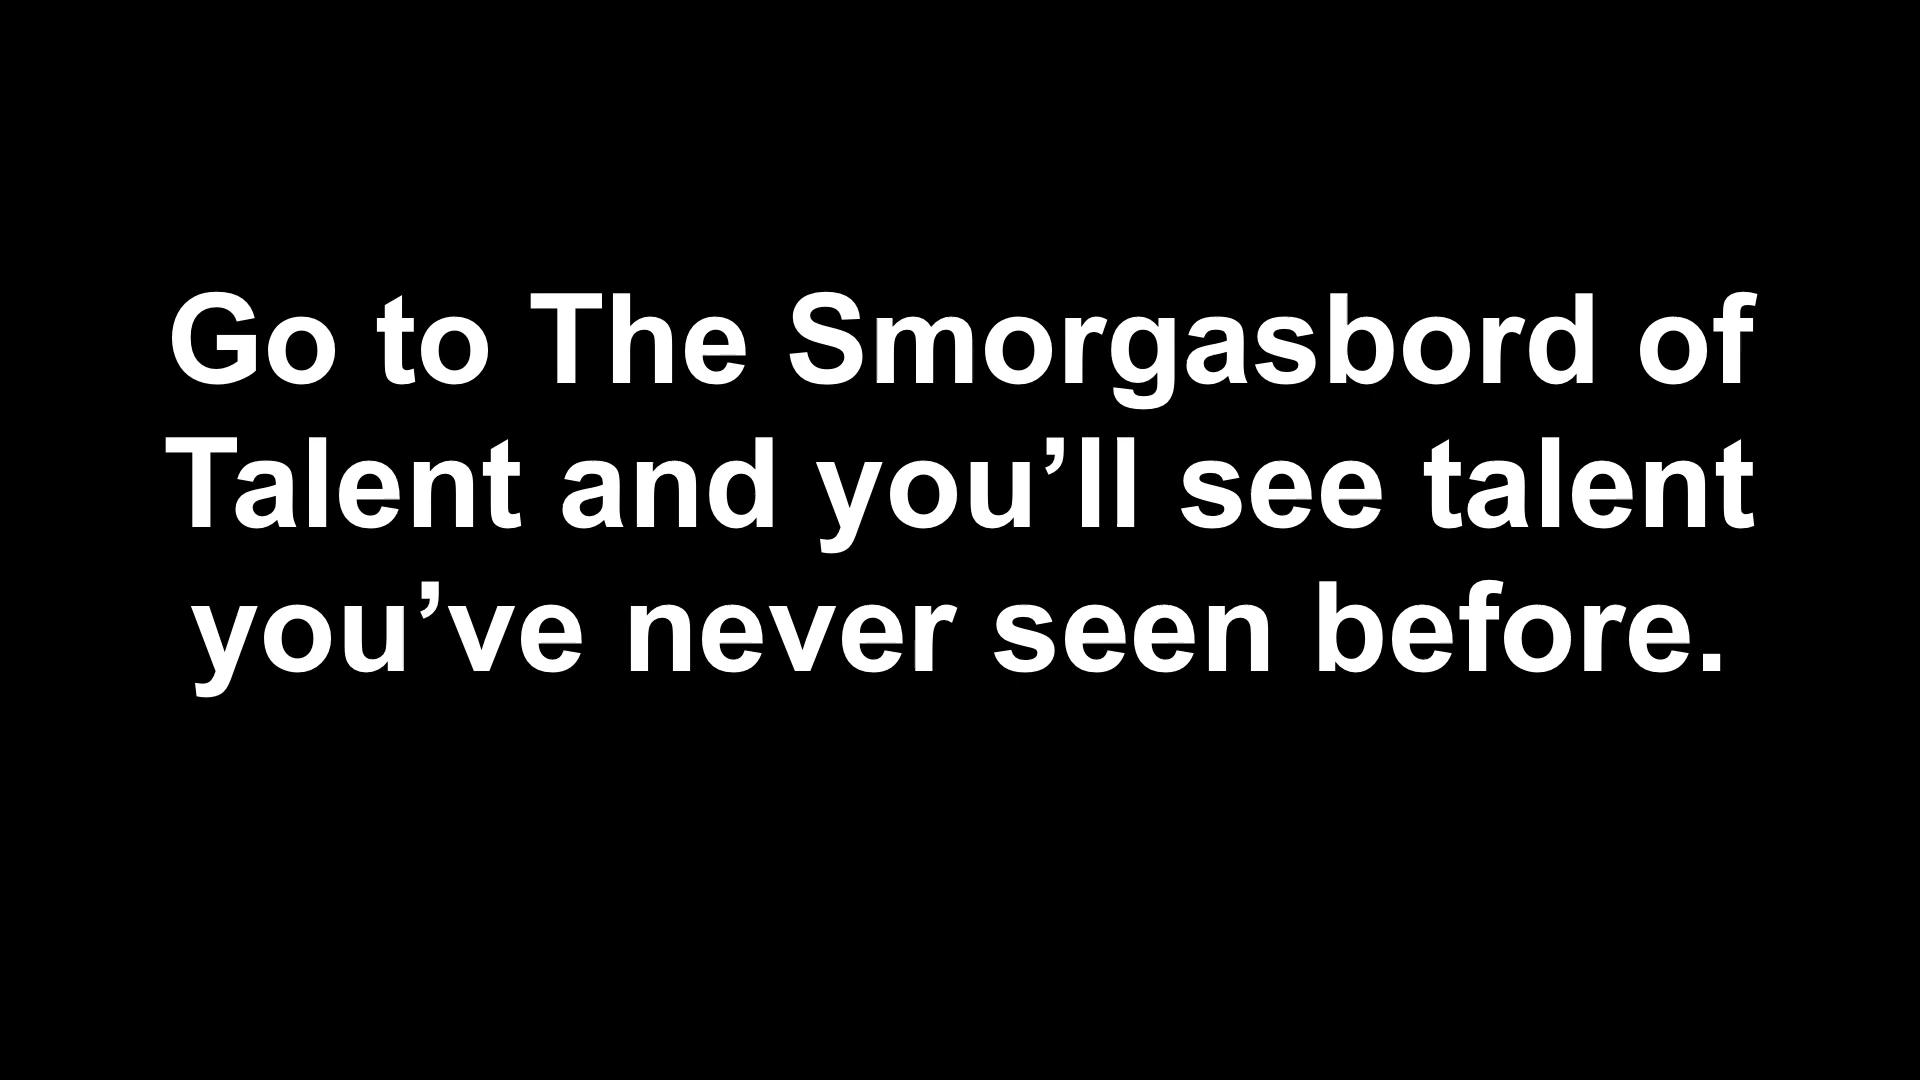 Go to The Smorgasbord of
Talent and you’ll see talent
you’ve never seen before.